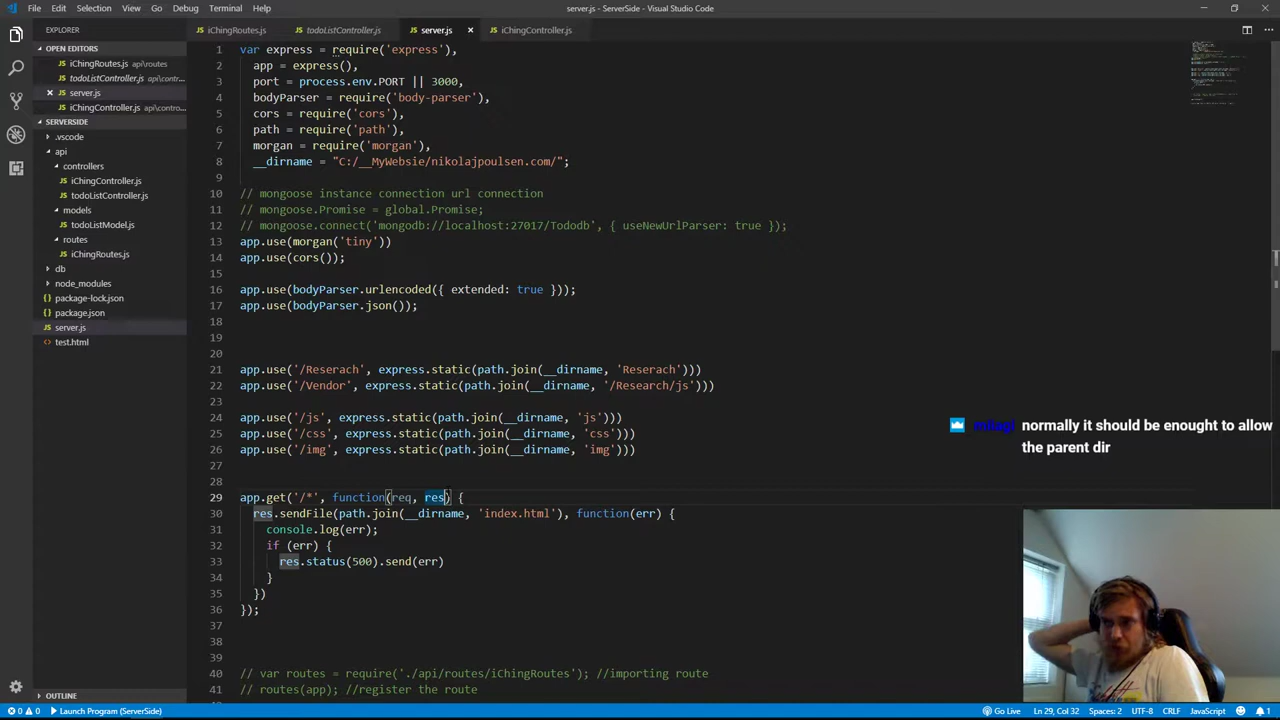 File Edit Selection View Go Debug Terminal Help
server.js - ServerSide - Visual Studio Code
EXPLORER
OPEN EDITORS
iChingRoutes.js api\routes
todoListController.js api\contr...
server.js
iChingController.js api\contro...
SERVERSIDE
.vscode
api
controllers
iChingController.js
todoListController.js
models
todoListModel.js
routes
iChingRoutes.js
db
node_modules
package-lock.json
package.json
server.js
test.html
OUTLINE
iChingRoutes.js
todoListController.js
server.js
iChingController.js
1 var express = require('express'),
2 app = express(),
3 port = process.env.PORT || 3000,
4 bodyParser = require('body-parser'),
5 cors = require('cors'),
6 path = require('path'),
7 morgan = require('morgan'),
8 __dirname = "C:/__MyWebsie/nikolajpoulsen.com/";
9
10 // mongoose instance connection url connection
11 // mongoose.Promise = global.Promise;
12 // mongoose.connect('mongodb://localhost:27017/Tododb', { useNewUrlParser: true });
13 app.use(morgan('tiny'))
14 app.use(cors());
15
16 app.use(bodyParser.urlencoded({ extended: true }));
17 app.use(bodyParser.json());
18
19
20
21 app.use('/Reserach', express.static(path.join(__dirname, 'Reserach')))
22 app.use('/Vendor', express.static(path.join(__dirname, '/Research/js')))
23
24 app.use('/js', express.static(path.join(__dirname, 'js')))
25 app.use('/css', express.static(path.join(__dirname, 'css')))
26 app.use('/img', express.static(path.join(__dirname, 'img')))
27
28
29 app.get('/*', function(req, res) {
30 res.sendFile(path.join(__dirname, 'index.html'), function(err) {
31 console.log(err);
32 if (err) {
33 res.status(500).send(err)
34 }
35 })
36 });
37
38
39
40 // var routes = require('./api/routes/iChingRoutes'); //importing route
41 // routes(app); //register the route
normally it should be enought to allow
the parent dir
0 0 Launch Program (ServerSide)
Go Live Ln 29, Col 32 Spaces: 2 UTF-8 CRLF JavaScript 1